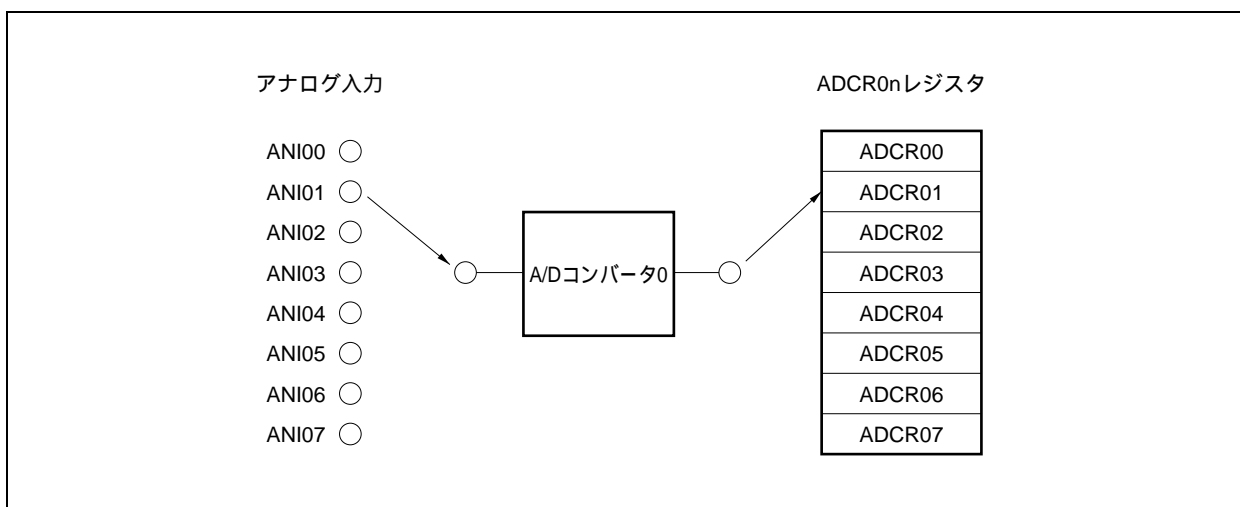 アナログ入力
ADCR0nレジスタ
ANI00
ADCR00
ANI01
ADCR01
ANI02
ADCR02
ANI03
A/Dコンバータ0
ADCR03
ANI04
ADCR04
ANI05
ADCR05
ANI06
ADCR06
ANI07
ADCR07